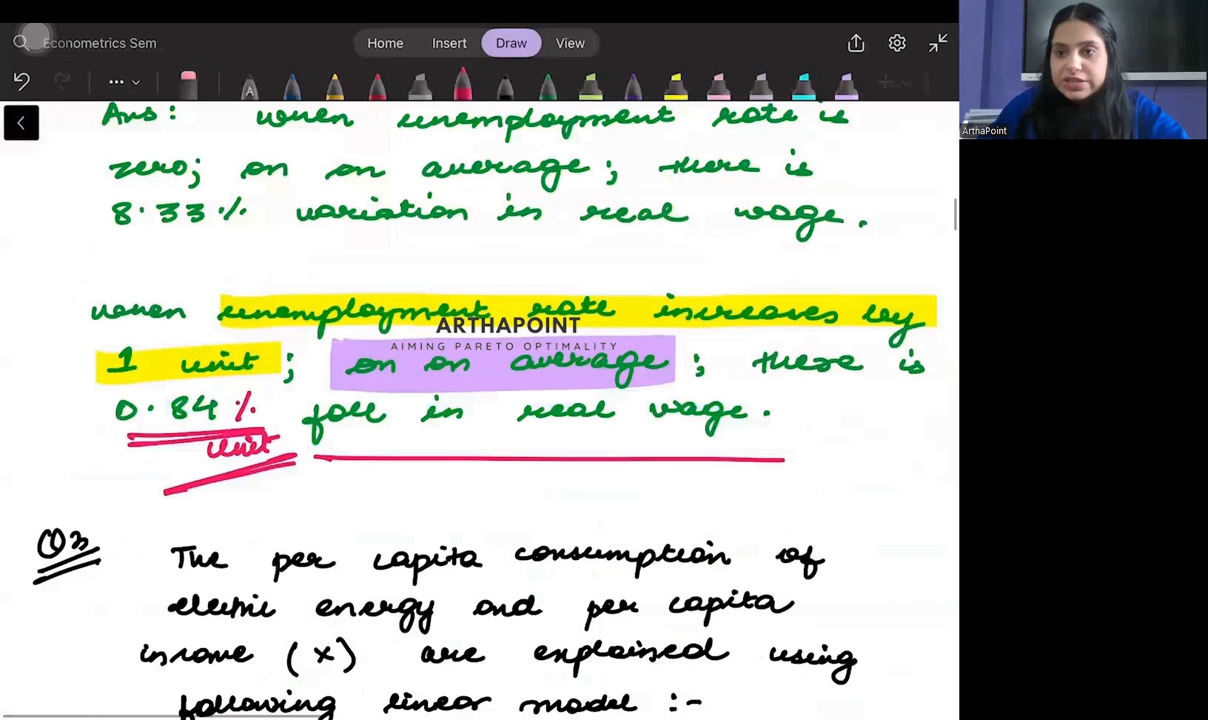 Econometrics Sem
Home Insert Draw View
ArthaPoint
Ans: when unemployment rate is
zero; on an average; there is
8.33% variation in real wage.
when unemployment rate increases by
ARTHAPOINT
AIMING PARETO OPTIMALITY
1 unit; on an average; there is
0.84% fall in real wage.
unit
Q3 The per capita consumption of
electric energy and per capita
income (X) are explained using
following linear model :-